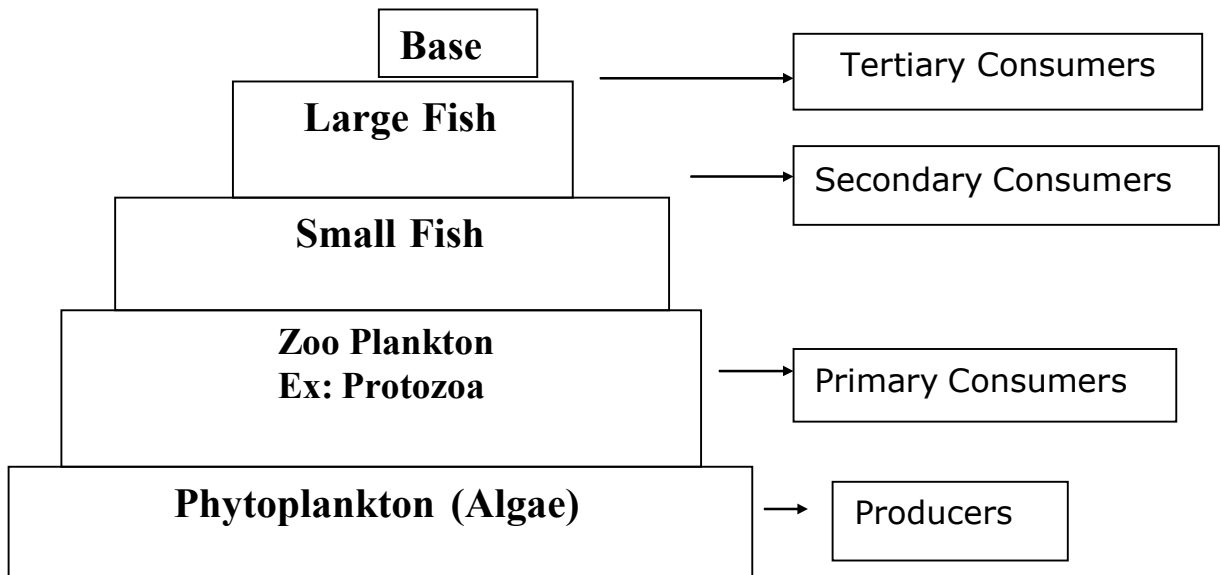 Base
Tertiary Consumers
Large Fish
Secondary Consumers
Small Fish
Zoo Plankton
Ex: Protozoa
Primary Consumers
Phytoplankton (Algae)
Producers